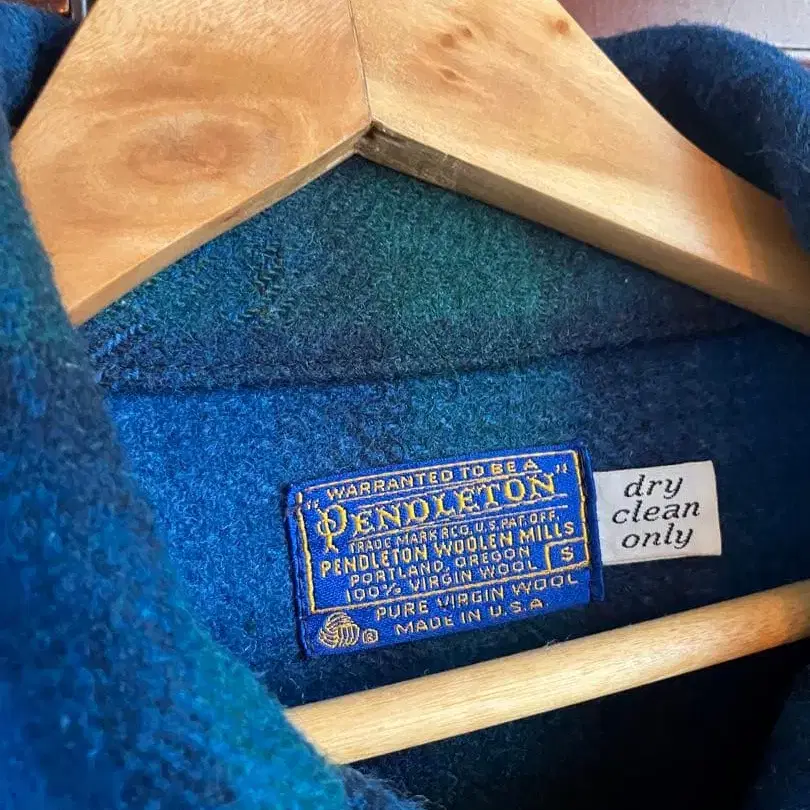 "WARRANTED TO BE A
PENDLETON"
TRADE MARK REG. U.S. PAT. OFF.
PENDLETON WOOLEN MILLS
PORTLAND, OREGON
100% VIRGIN WOOL
S
PURE VIRGIN WOOL
® MADE IN U.S.A.
dry
clean
only